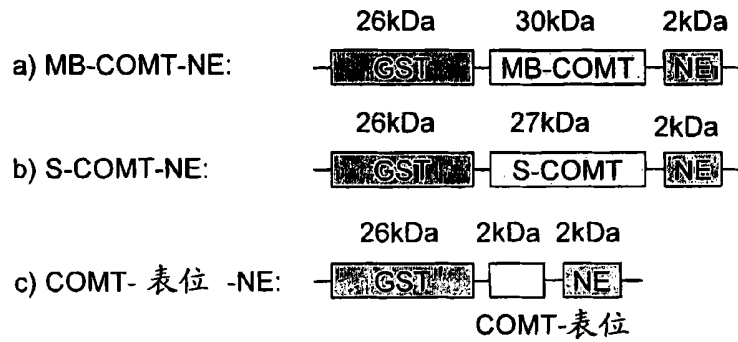 26kDa 30kDa 2kDa
a) MB-COMT-NE: GST MB-COMT NE
26kDa 27kDa 2kDa
b) S-COMT-NE: GST S-COMT NE
26kDa 2kDa 2kDa
c) COMT- 表位 -NE: GST NE
COMT-表位